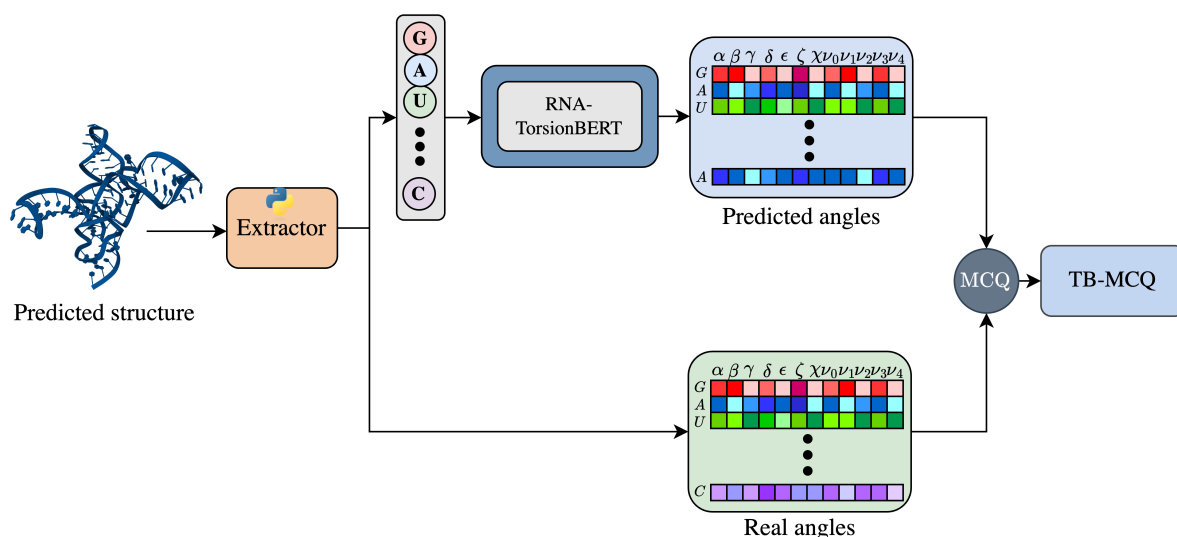 G
A
U
C
RNA-
TorsionBERT
α β γ δ ϵ ζ χ ν0 ν1 ν2 ν3 ν4
G
A
U
A
Predicted angles
Extractor
Predicted structure
MCQ
TB-MCQ
α β γ δ ϵ ζ χ ν0 ν1 ν2 ν3 ν4
G
A
U
C
Real angles